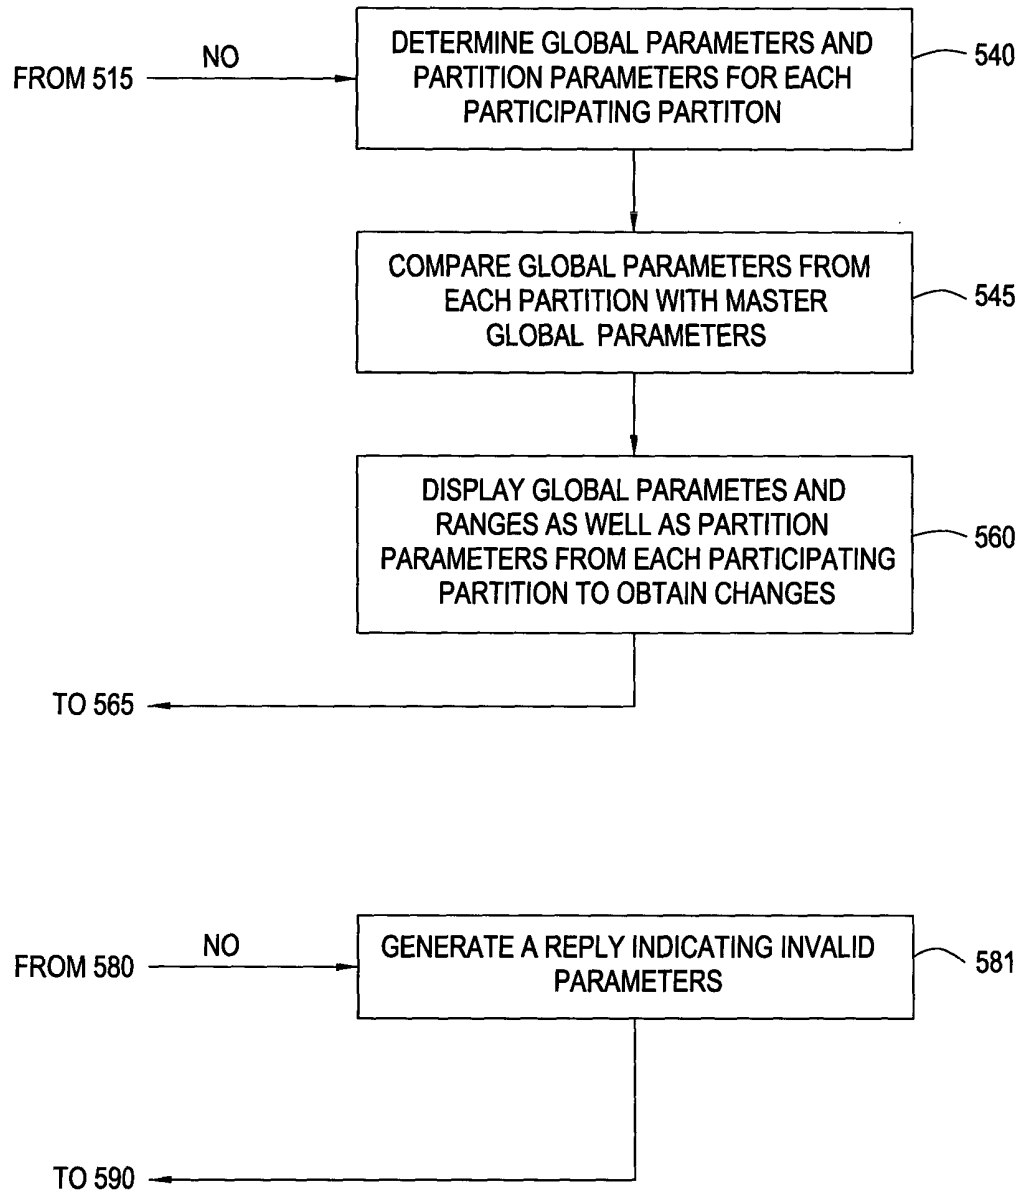 NO
FROM 515
DETERMINE GLOBAL PARAMETERS AND
PARTITION PARAMETERS FOR EACH
PARTICIPATING PARTITON
540
COMPARE GLOBAL PARAMETERS FROM
EACH PARTITION WITH MASTER
GLOBAL PARAMETERS
545
DISPLAY GLOBAL PARAMETES AND
RANGES AS WELL AS PARTITION
PARAMETERS FROM EACH PARTICIPATING
PARTITION TO OBTAIN CHANGES
560
TO 565
NO
FROM 580
GENERATE A REPLY INDICATING INVALID
PARAMETERS
581
TO 590